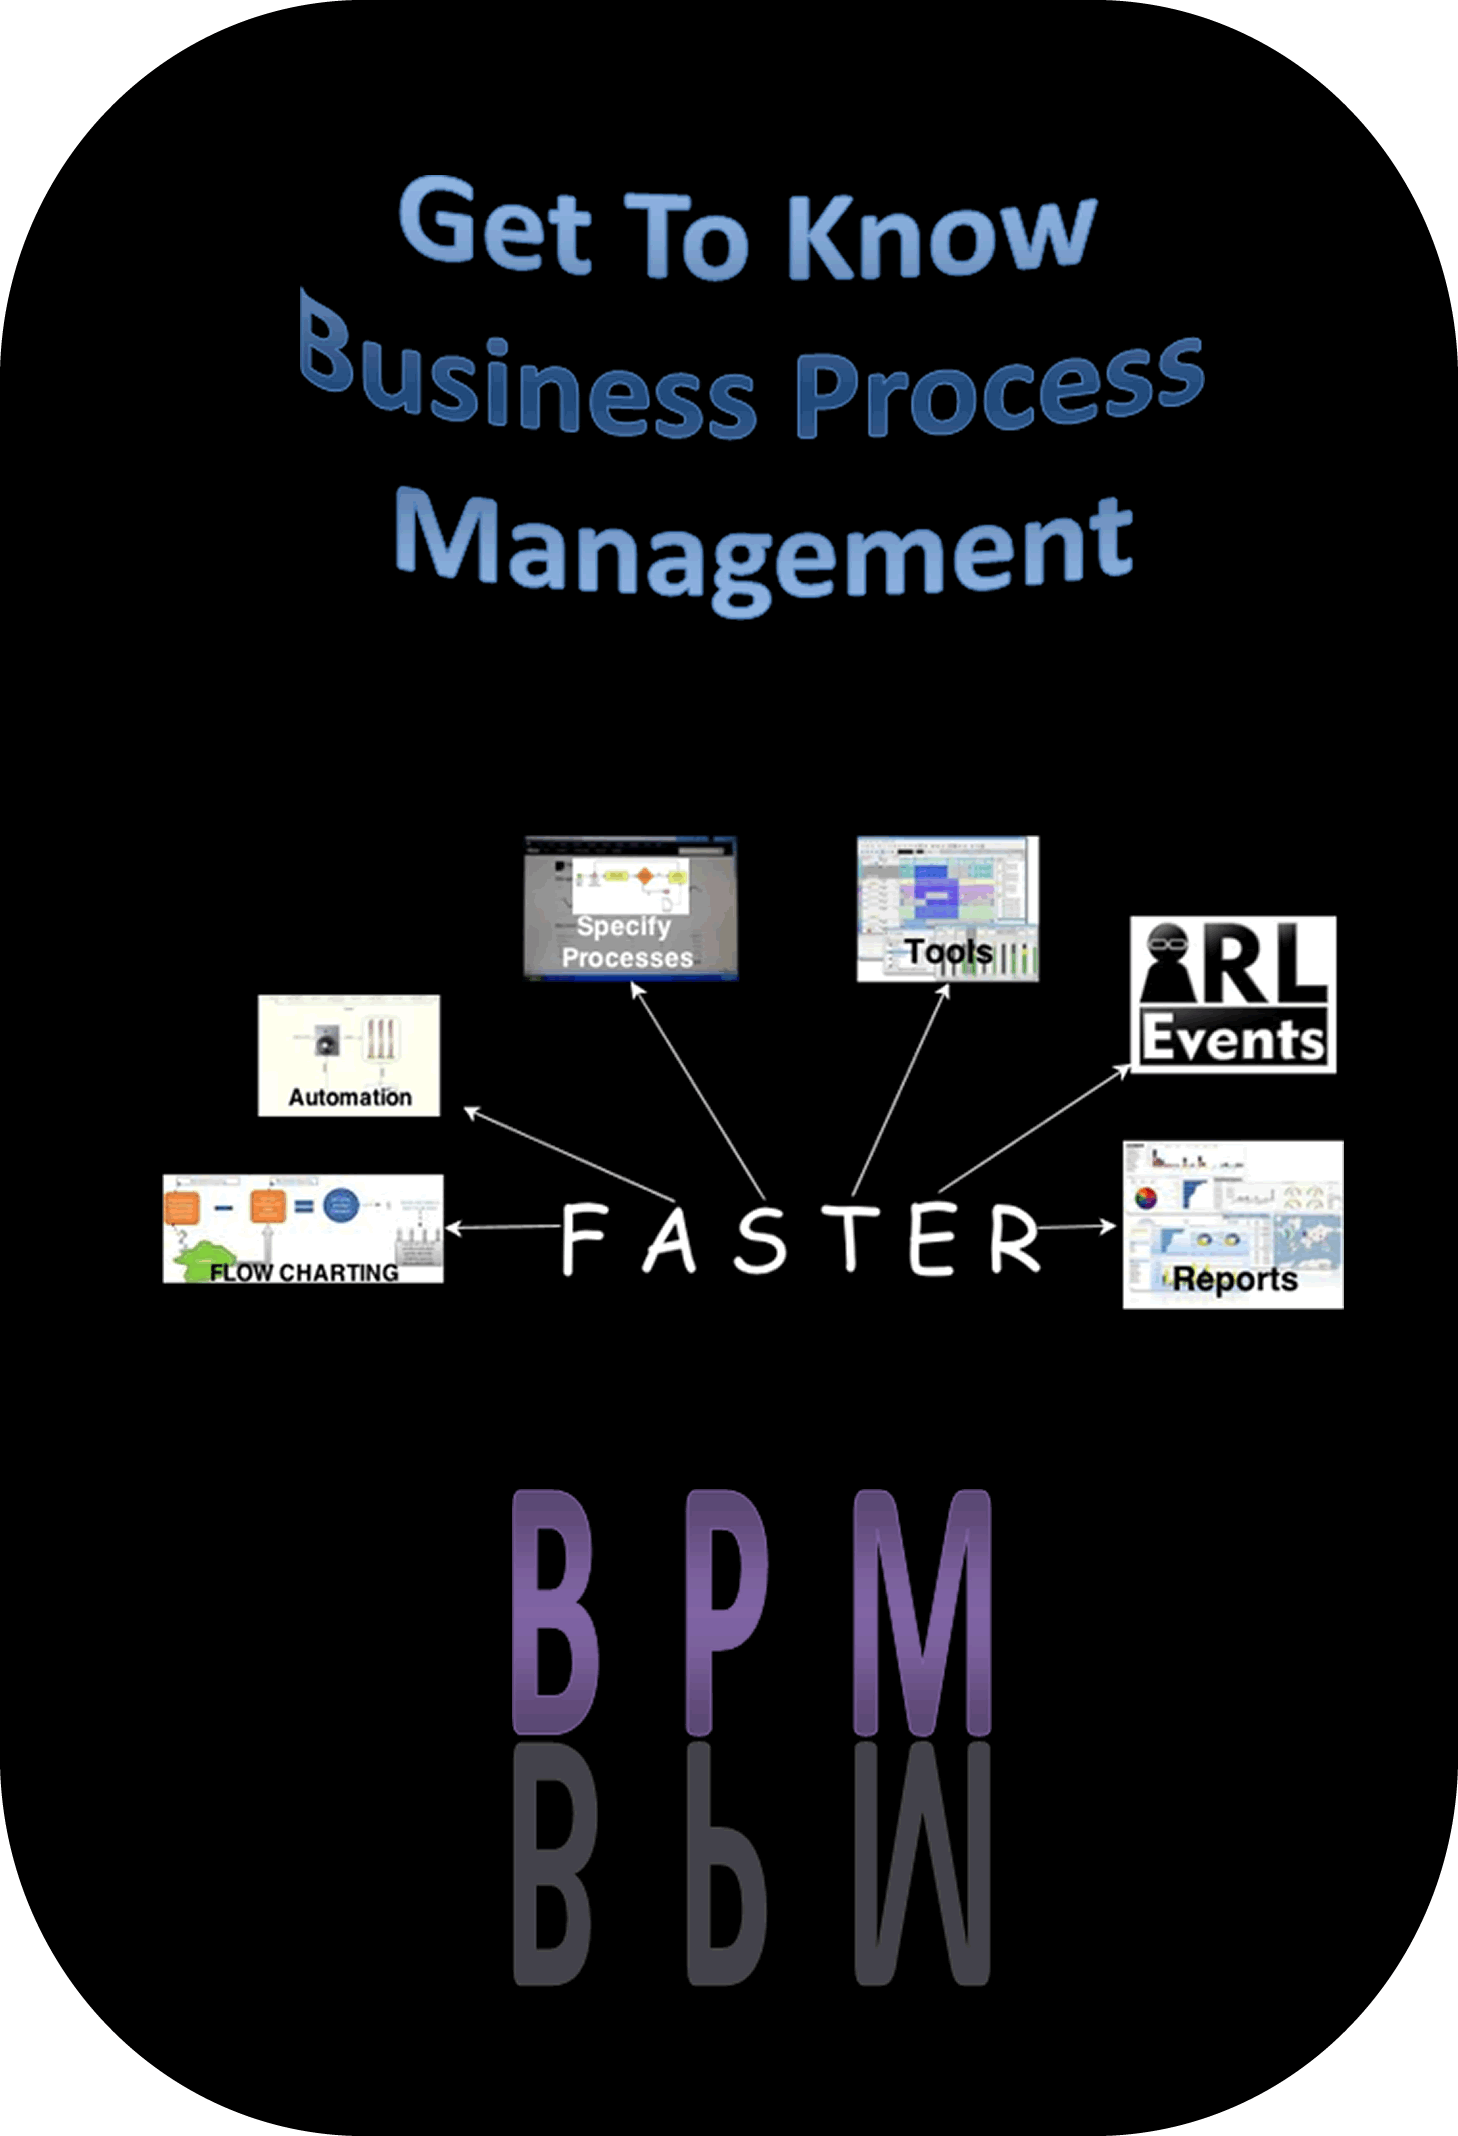 Get To Know
Business Process
Management
Specify
Processes
Tools
RL
Events
Automation
FLOW CHARTING
FASTER
Reports
BPM